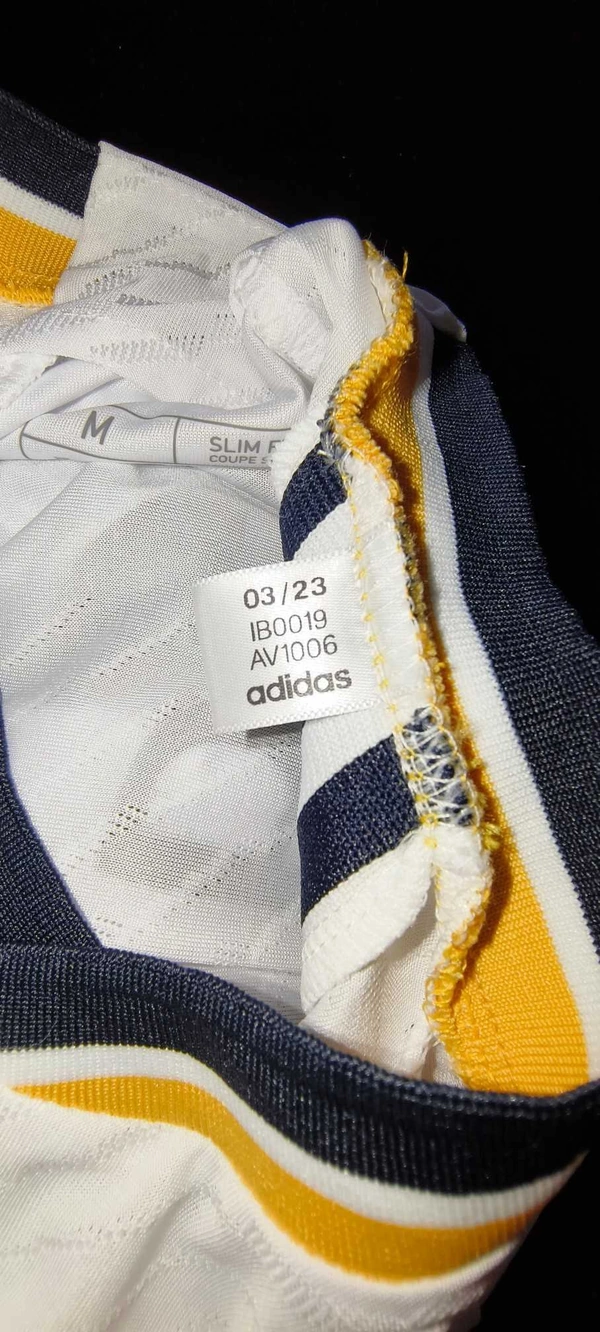 M
SLIM
COUPE
03/23
IB0019
AV1006
adidas